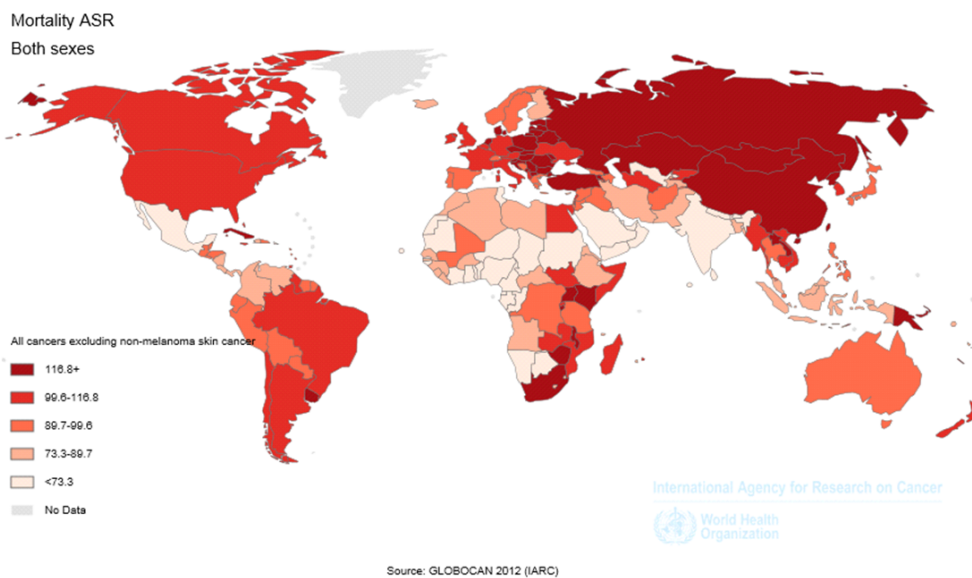 Mortality ASR
Both sexes
All cancers excluding non-melanoma skin cancer
116.8+
99.6-116.8
89.7-99.6
73.3-89.7
<73.3
No Data
International Agency for Research on Cancer
World Health
Organization
Source: GLOBOCAN 2012 (IARC)